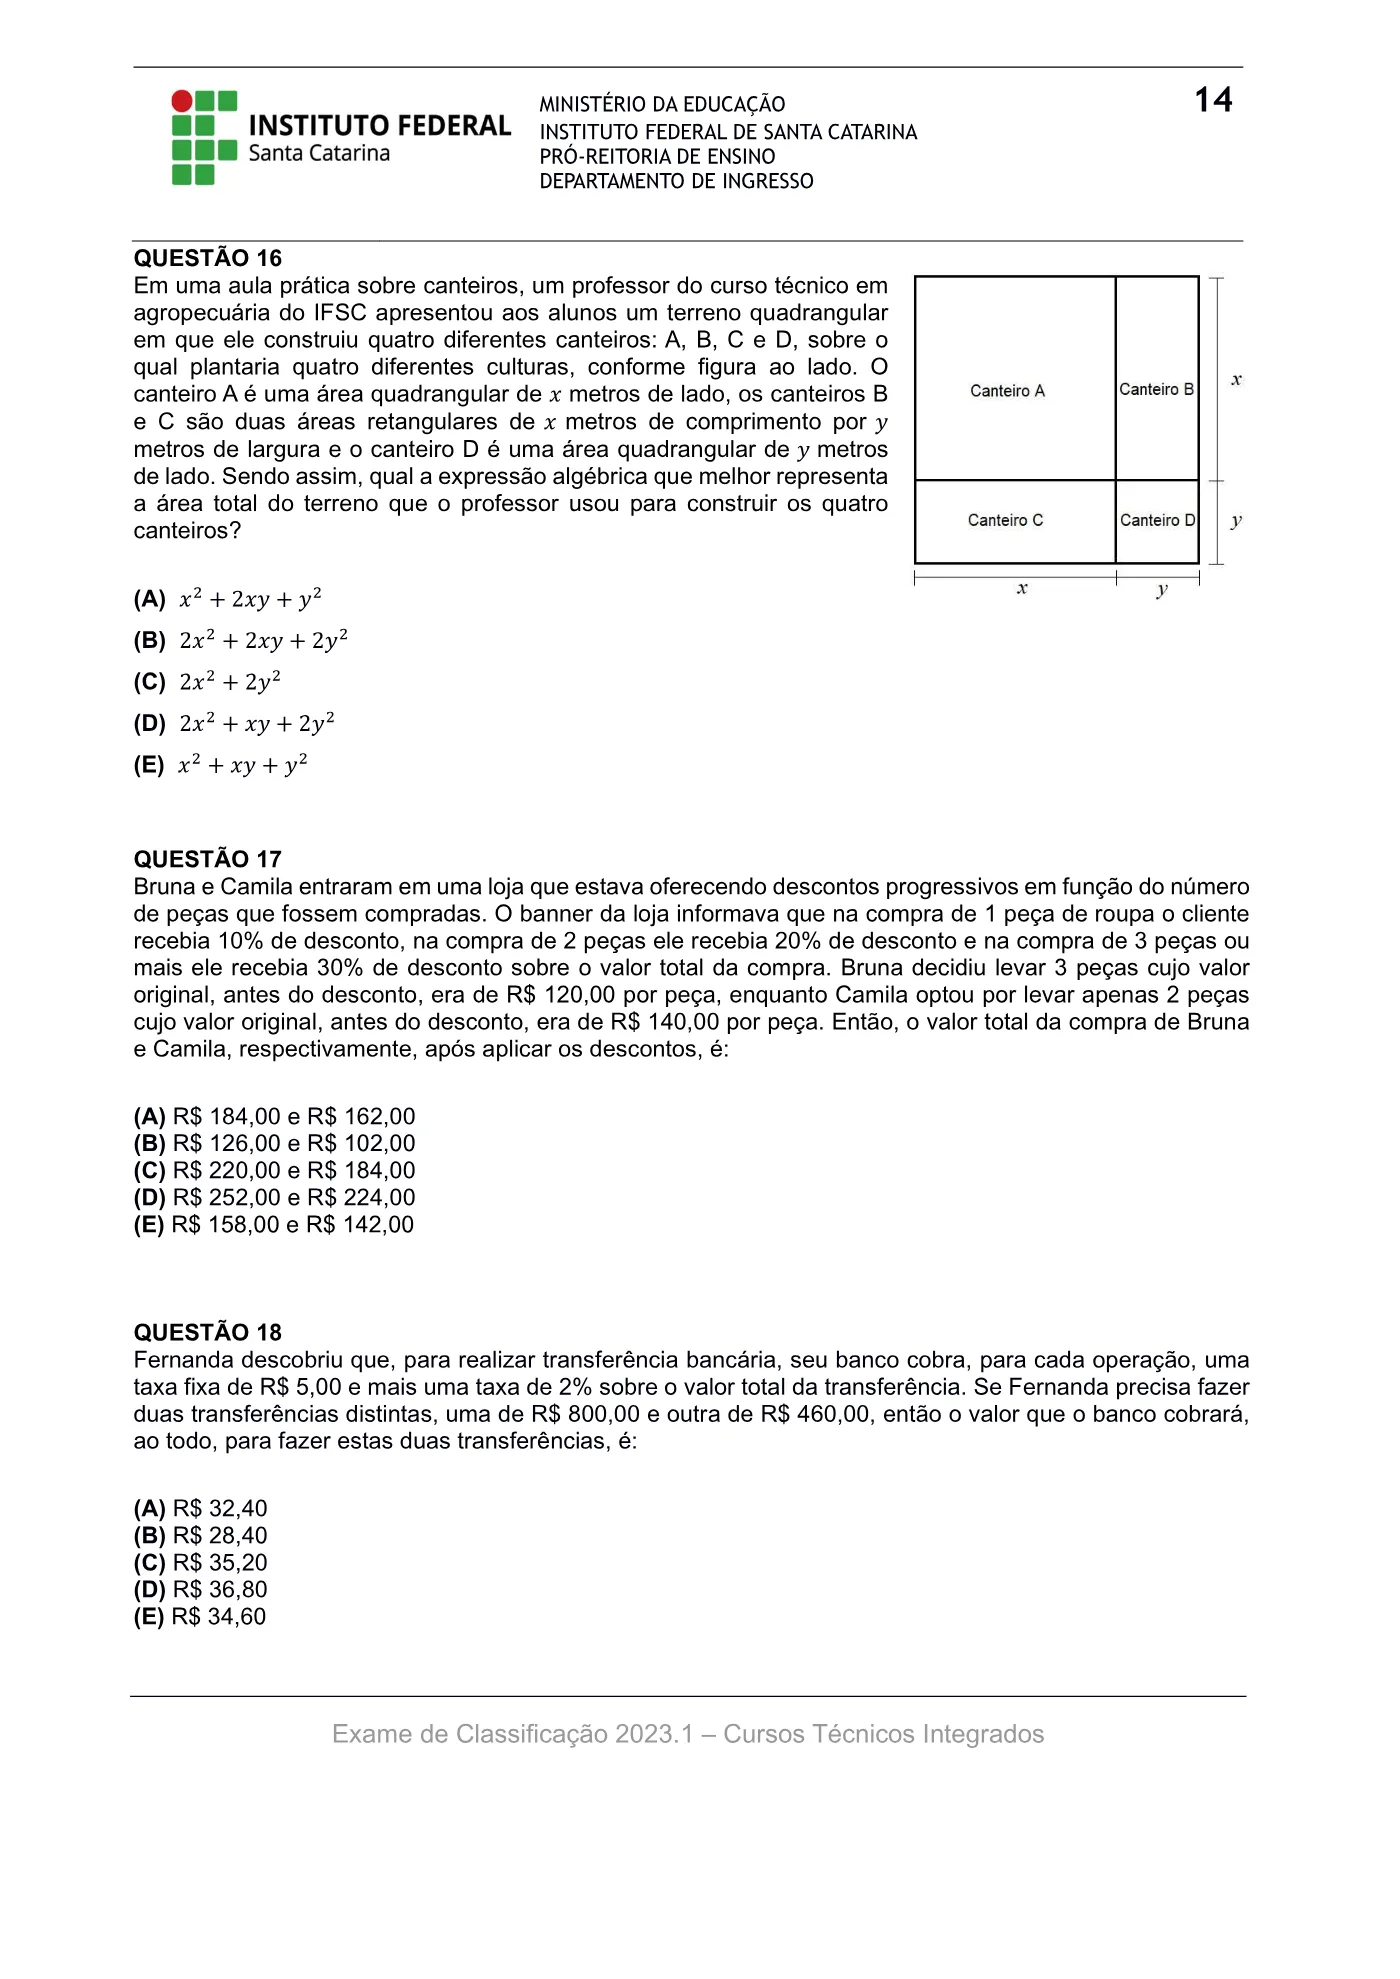 INSTITUTO FEDERAL
Santa Catarina
MINISTÉRIO DA EDUCAÇÃO
INSTITUTO FEDERAL DE SANTA CATARINA
PRÓ-REITORIA DE ENSINO
DEPARTAMENTO DE INGRESSO
14
QUESTÃO 16
Em uma aula prática sobre canteiros, um professor do curso técnico em
agropecuária do IFSC apresentou aos alunos um terreno quadrangular
em que ele construiu quatro diferentes canteiros: A, B, C e D, sobre o
qual plantaria quatro diferentes culturas, conforme figura ao lado. O
canteiro A é uma área quadrangular de x metros de lado, os canteiros B
e C são duas áreas retangulares de x metros de comprimento por y
metros de largura e o canteiro D é uma área quadrangular de y metros
de lado. Sendo assim, qual a expressão algébrica que melhor representa
a área total do terreno que o professor usou para construir os quatro
canteiros?
Canteiro A
Canteiro B
x
Canteiro C
Canteiro D
y
x
y
(A) x² + 2xy + y²
(B) 2x² + 2xy + 2y²
(C) 2x² + 2y²
(D) 2x² + xy + 2y²
(E) x² + xy + y²
QUESTÃO 17
Bruna e Camila entraram em uma loja que estava oferecendo descontos progressivos em função do número
de peças que fossem compradas. O banner da loja informava que na compra de 1 peça de roupa o cliente
recebia 10% de desconto, na compra de 2 peças ele recebia 20% de desconto e na compra de 3 peças ou
mais ele recebia 30% de desconto sobre o valor total da compra. Bruna decidiu levar 3 peças cujo valor
original, antes do desconto, era de R$ 120,00 por peça, enquanto Camila optou por levar apenas 2 peças
cujo valor original, antes do desconto, era de R$ 140,00 por peça. Então, o valor total da compra de Bruna
e Camila, respectivamente, após aplicar os descontos, é:
(A) R$ 184,00 e R$ 162,00
(B) R$ 126,00 e R$ 102,00
(C) R$ 220,00 e R$ 184,00
(D) R$ 252,00 e R$ 224,00
(E) R$ 158,00 e R$ 142,00
QUESTÃO 18
Fernanda descobriu que, para realizar transferência bancária, seu banco cobra, para cada operação, uma
taxa fixa de R$ 5,00 e mais uma taxa de 2% sobre o valor total da transferência. Se Fernanda precisa fazer
duas transferências distintas, uma de R$ 800,00 e outra de R$ 460,00, então o valor que o banco cobrará,
ao todo, para fazer estas duas transferências, é:
(A) R$ 32,40
(B) R$ 28,40
(C) R$ 35,20
(D) R$ 36,80
(E) R$ 34,60
Exame de Classificação 2023.1 – Cursos Técnicos Integrados